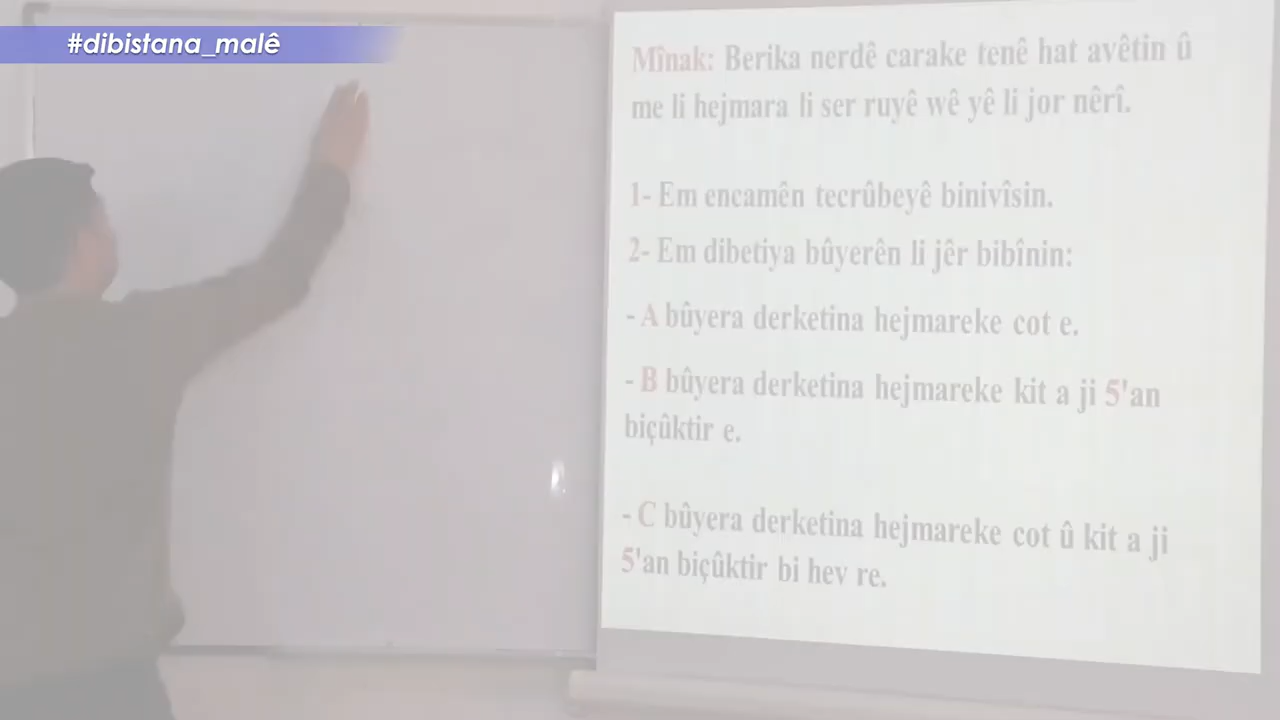 #dibistana_malê
Mînak: Berika nerdê carake tenê hat avêtin û
me li hejmara li ser ruyê wê yê li jor nêrî.
1- Em encamên tecrûbeyê binivîsin.
2- Em dibetiya bûyerên li jêr bibînin:
- A bûyera derketina hejmareke cot e.
- B bûyera derketina hejmareke kit a ji 5'an
biçûktir e.
- C bûyera derketina hejmareke cot û kit a ji
5'an biçûktir bi hev re.